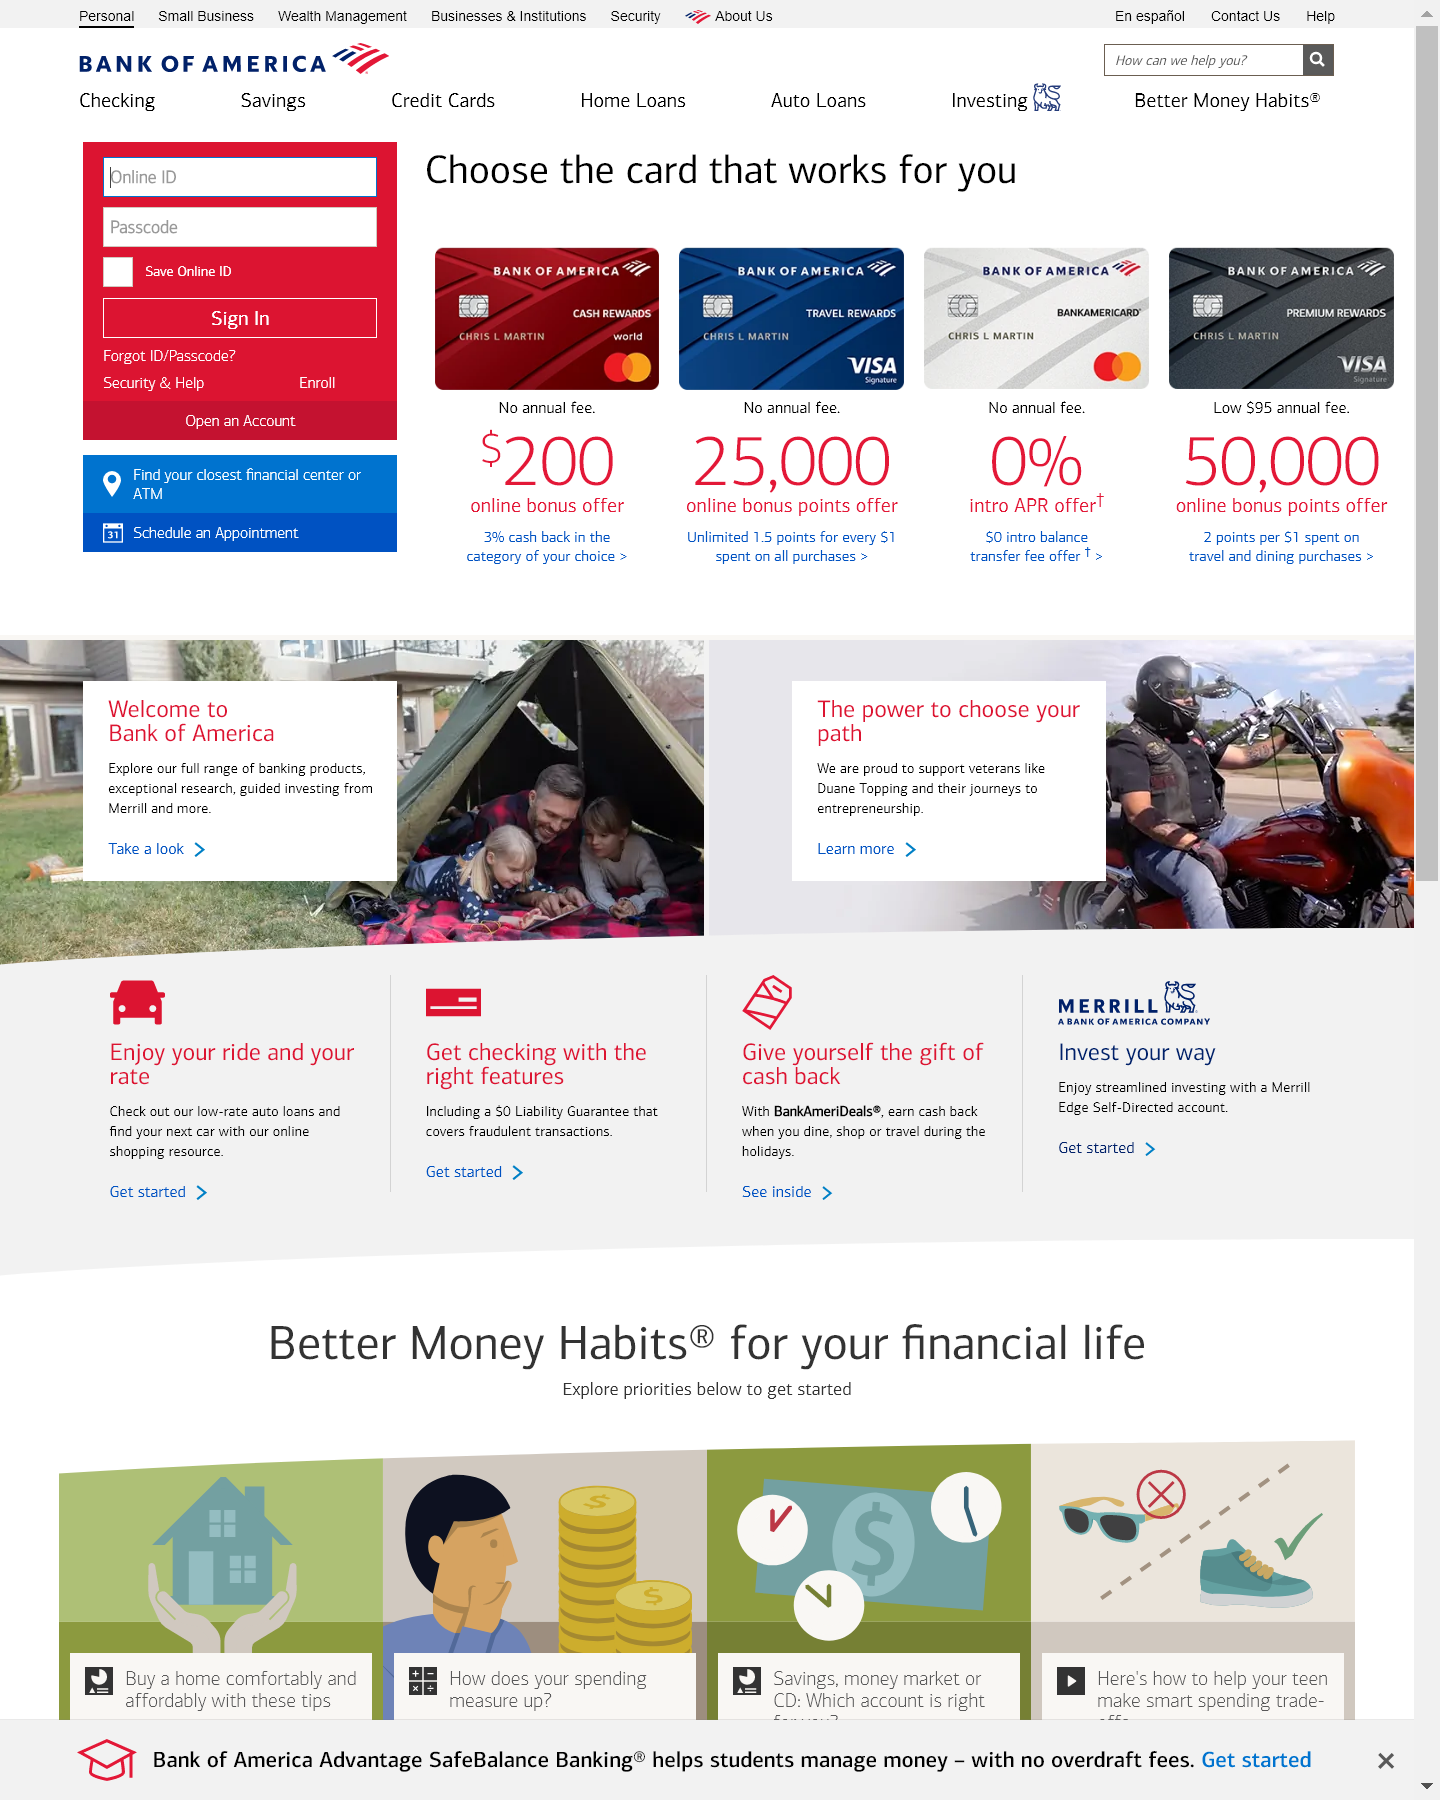 Personal Small Business Wealth Management Businesses & Institutions Security About Us En español Contact Us Help
BANK OF AMERICA
How can we help you?
Checking Savings Credit Cards Home Loans Auto Loans Investing Better Money Habits®
Online ID
Passcode
Save Online ID
Sign In
Forgot ID/Passcode?
Security & Help Enroll
Open an Account
Find your closest financial center or
ATM
31 Schedule an Appointment
Choose the card that works for you
BANK OF AMERICA
CASH REWARDS
CHRIS L MARTIN
world
No annual fee.
$200
online bonus offer
3% cash back in the
category of your choice >
BANK OF AMERICA
TRAVEL REWARDS
CHRIS L MARTIN
VISA
Signature
No annual fee.
25,000
online bonus points offer
Unlimited 1.5 points for every $1
spent on all purchases >
BANK OF AMERICA
BANKAMERICARD
CHRIS L MARTIN
No annual fee.
0%
intro APR offer†
$0 intro balance
transfer fee offer † >
BANK OF AMERICA
PREMIUM REWARDS
CHRIS L MARTIN
VISA
Signature
Low $95 annual fee.
50,000
online bonus points offer
2 points per $1 spent on
travel and dining purchases >
Welcome to
Bank of America
Explore our full range of banking products,
exceptional research, guided investing from
Merrill and more.
Take a look
The power to choose your
path
We are proud to support veterans like
Duane Topping and their journeys to
entrepreneurship.
Learn more
Enjoy your ride and your
rate
Check out our low-rate auto loans and
find your next car with our online
shopping resource.
Get started
Get checking with the
right features
Including a $0 Liability Guarantee that
covers fraudulent transactions.
Get started
Give yourself the gift of
cash back
With BankAmeriDeals®, earn cash back
when you dine, shop or travel during the
holidays.
See inside
MERRILL
A BANK OF AMERICA COMPANY
Invest your way
Enjoy streamlined investing with a Merrill
Edge Self-Directed account.
Get started
Better Money Habits® for your financial life
Explore priorities below to get started
$
$
$
Buy a home comfortably and
affordably with these tips
How does your spending
measure up?
Savings, money market or
CD: Which account is right
for you?
Here's how to help your teen
make smart spending trade-
Bank of America Advantage SafeBalance Banking® helps students manage money – with no overdraft fees. Get started